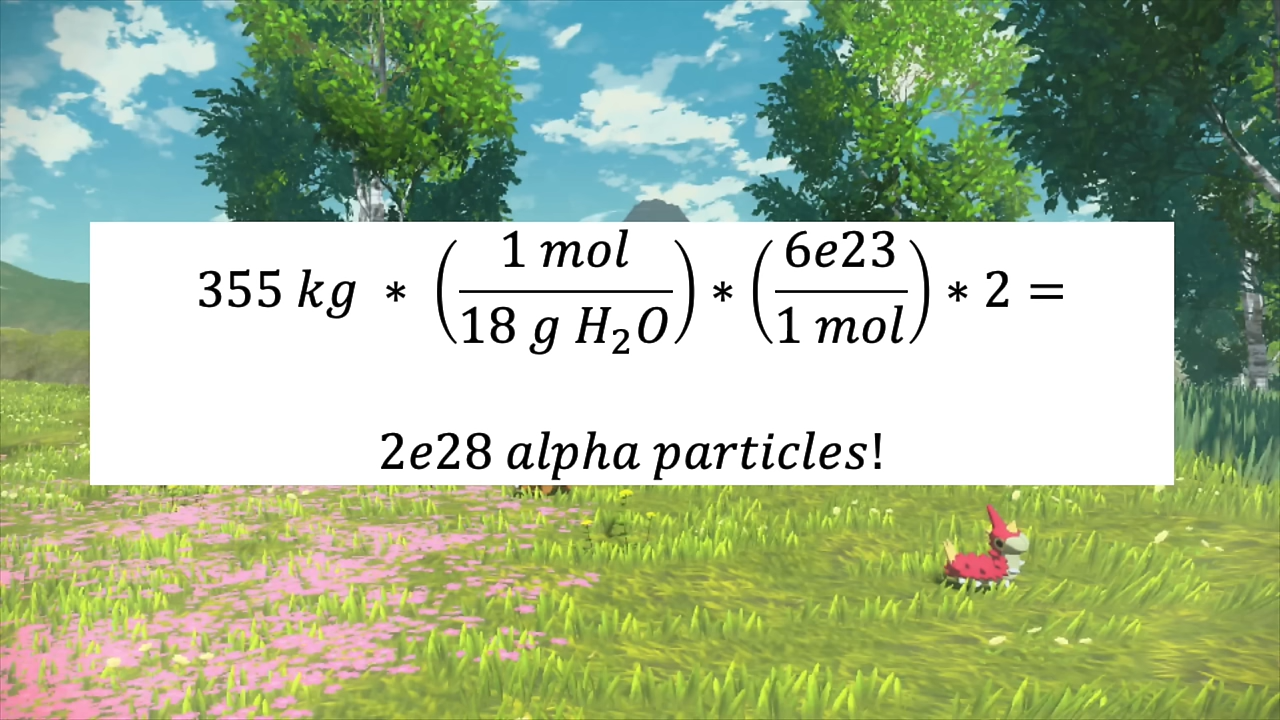 355 kg * (1 mol / 18 g H₂O) * (6e23 / 1 mol) * 2 =
2e28 alpha particles!